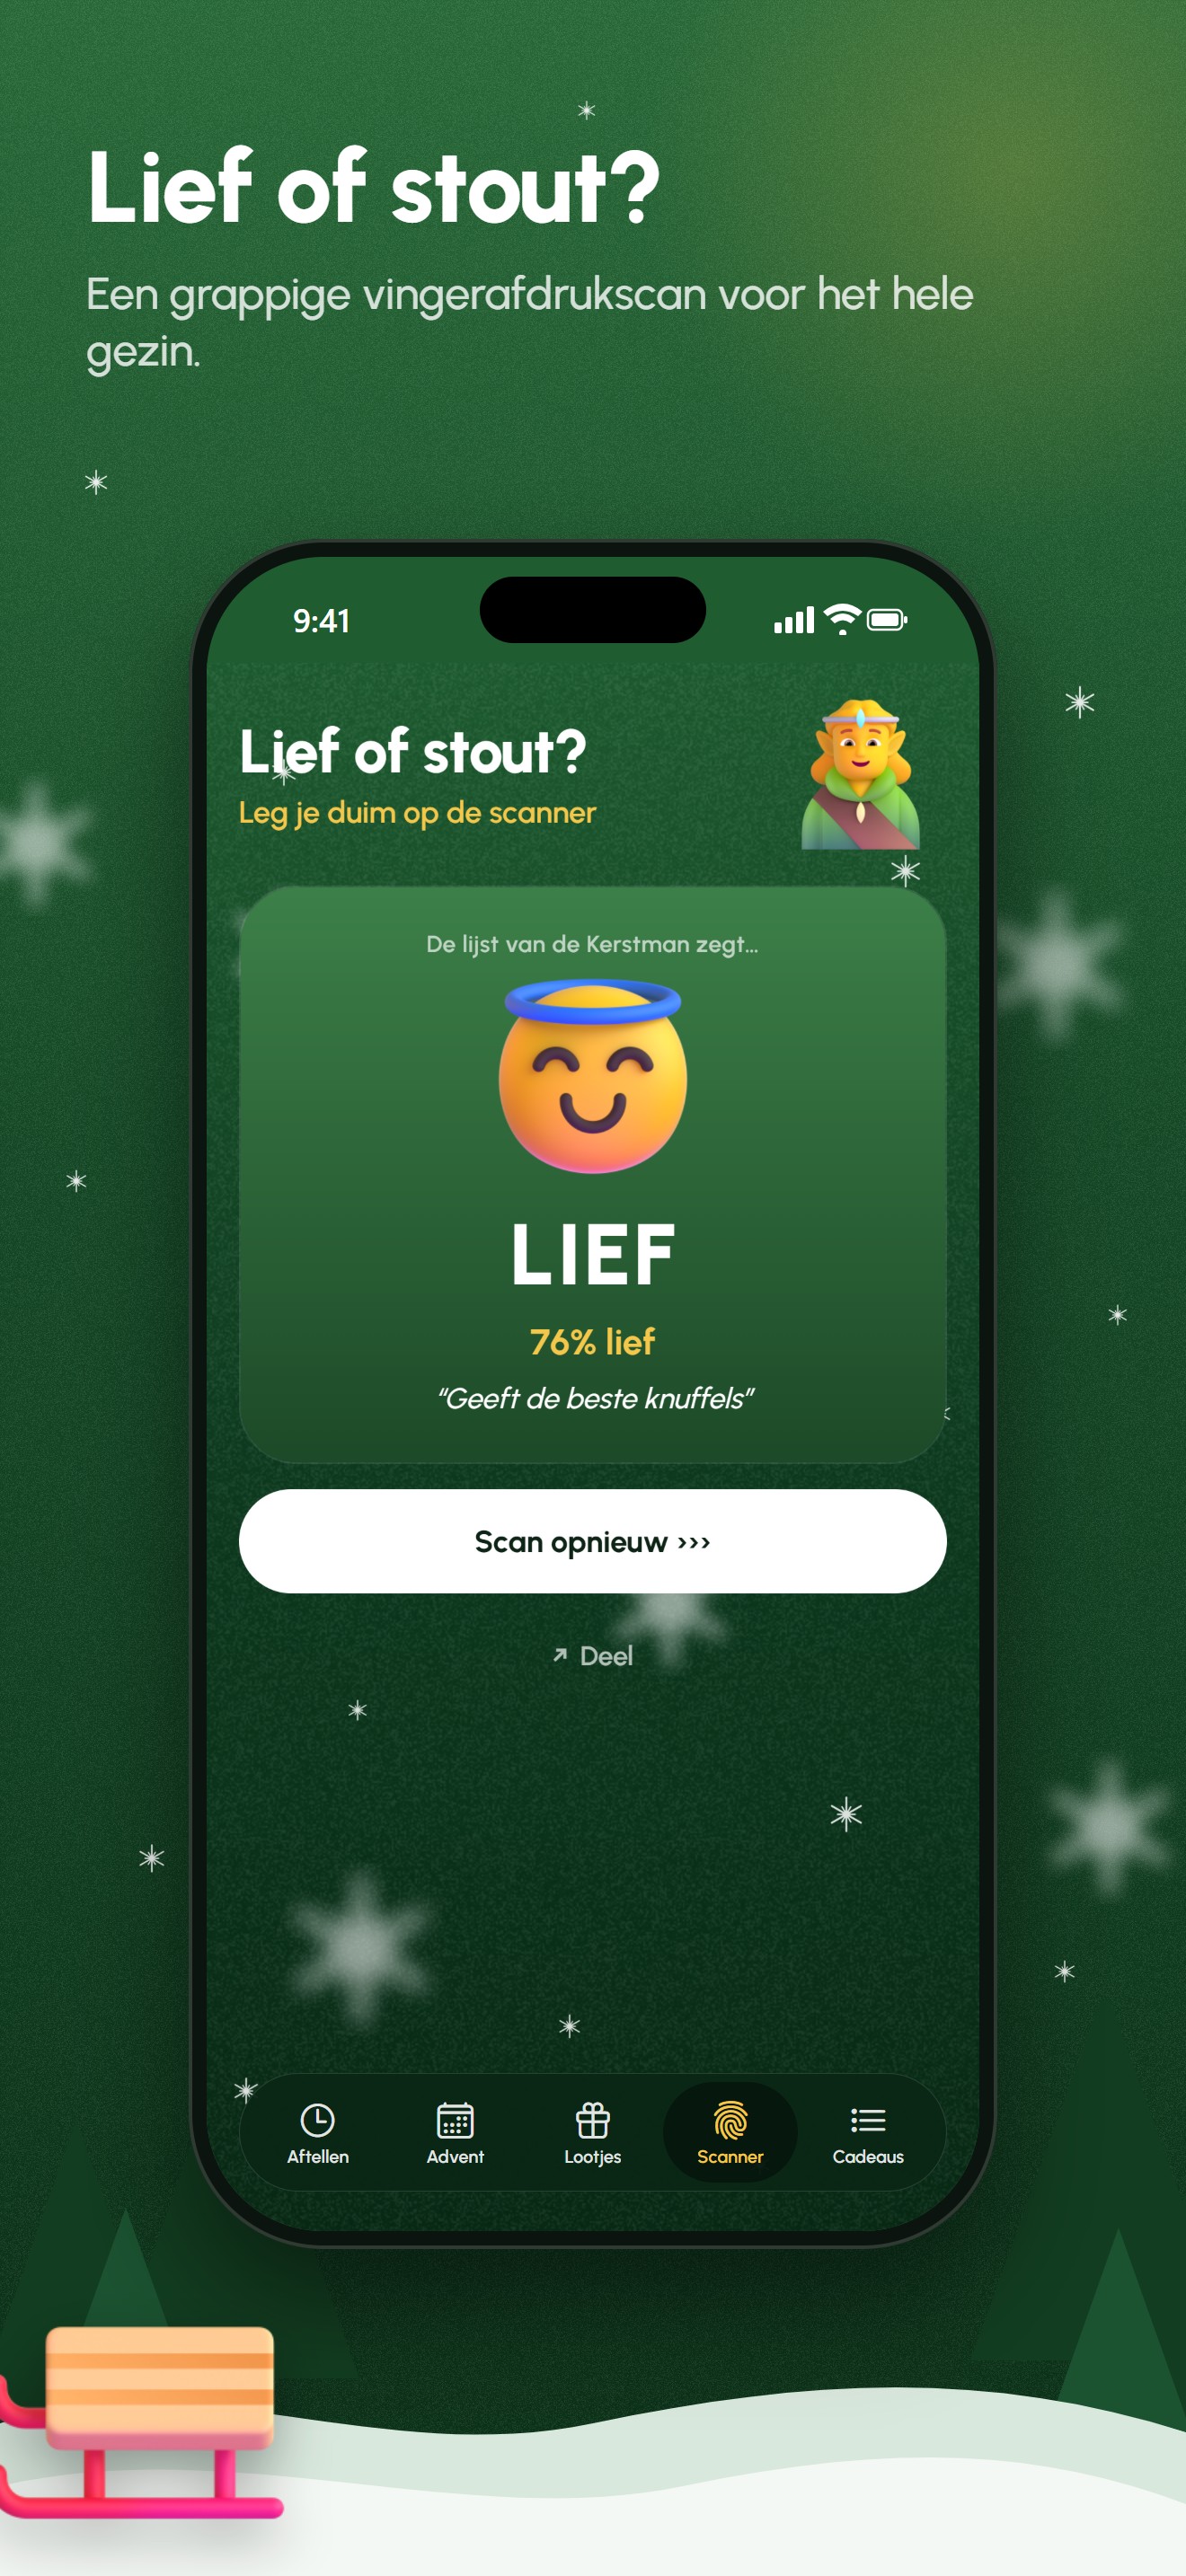 Lief of stout?
Een grappige vingerafdrukscan voor het hele
gezin.
9:41
Lief of stout?
Leg je duim op de scanner
De lijst van de Kerstman zegt...
LIEF
76% lief
“Geeft de beste knuffels”
Scan opnieuw ›››
Deel
Aftellen Advent Lootjes Scanner Cadeaus